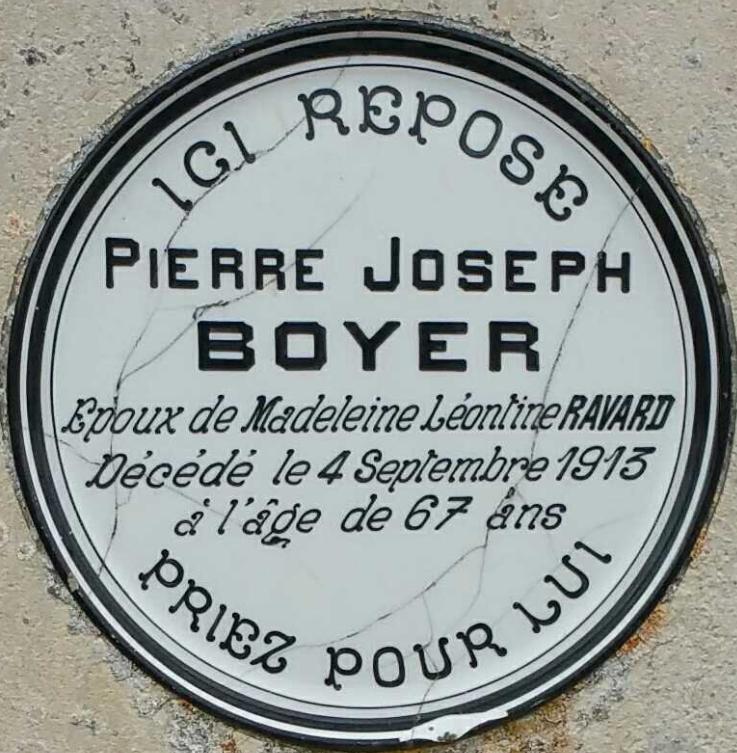 ICI REPOSE
PIERRE JOSEPH
BOYER
Epoux de Madeleine Léontine RAVARD
Décédé le 4 Septembre 1913
à l'âge de 67 ans
PRIEZ POUR LUI